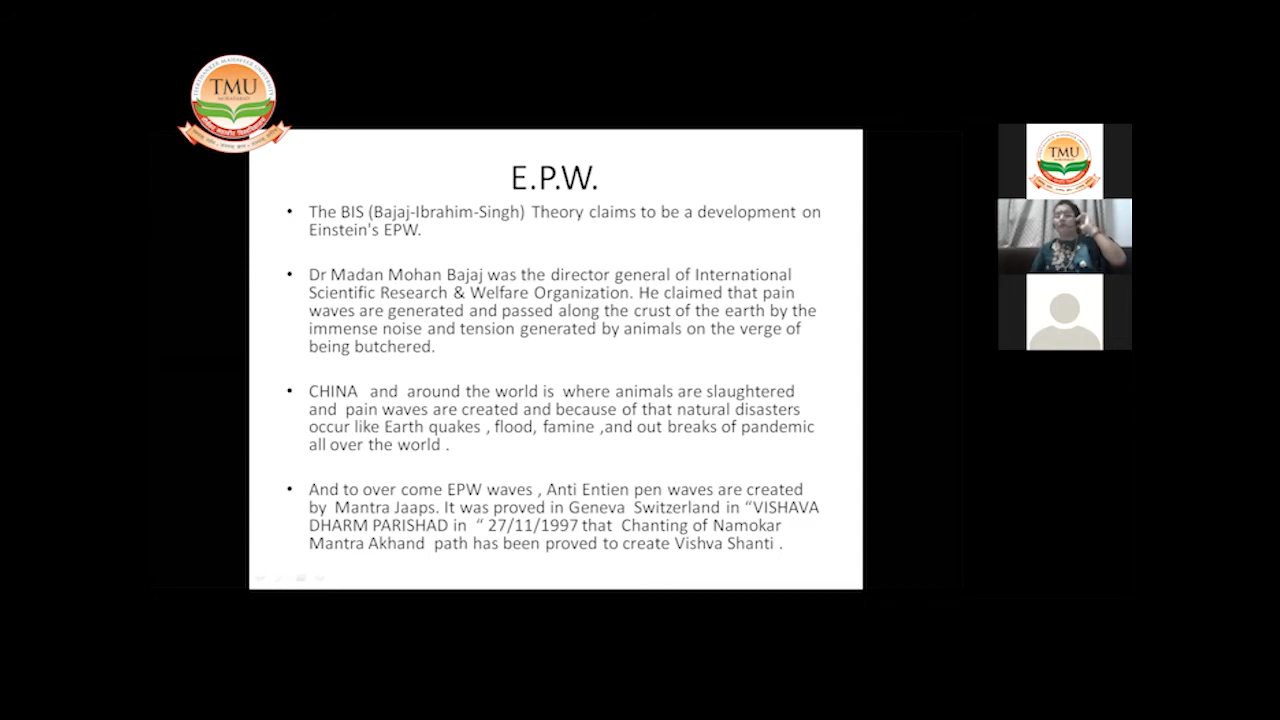 TMU
E.P.W.
• The BIS (Bajaj-Ibrahim-Singh) Theory claims to be a development on
Einstein's EPW.
• Dr Madan Mohan Bajaj was the director general of International
Scientific Research & Welfare Organization. He claimed that pain
waves are generated and passed along the crust of the earth by the
immense noise and tension generated by animals on the verge of
being butchered.
• CHINA and around the world is where animals are slaughtered
and pain waves are created and because of that natural disasters
occur like Earth quakes , flood, famine ,and out breaks of pandemic
all over the world .
• And to over come EPW waves , Anti Entien pen waves are created
by Mantra Jaaps. It was proved in Geneva Switzerland in “VISHAVA
DHARM PARISHAD in “ 27/11/1997 that Chanting of Namokar
Mantra Akhand path has been proved to create Vishva Shanti .
TMU